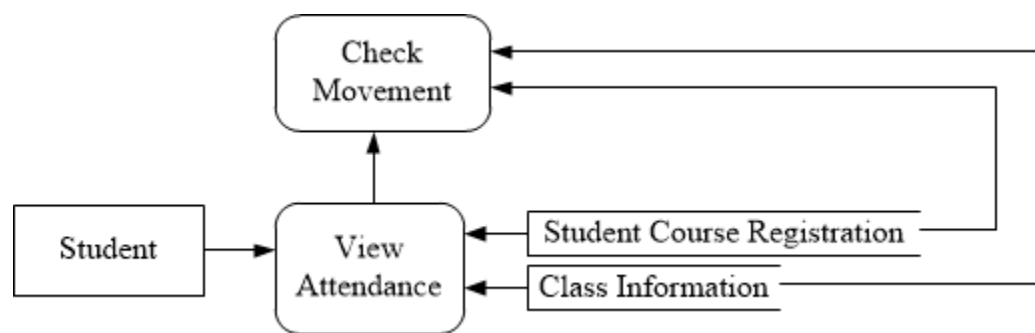 Check
Movement
Student
View
Attendance
Student Course Registration
Class Information